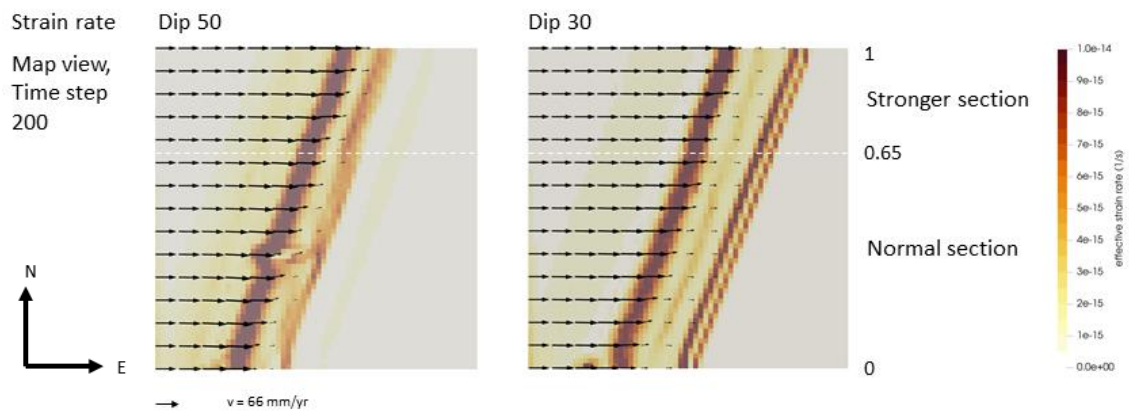 Strain rate
Dip 50
Dip 30
Map view,
Time step
200
1
Stronger section
0.65
Normal section
0
N
E
v = 66 mm/yr
1.0e-14
9e-15
8e-15
7e-15
6e-15
5e-15
4e-15
3e-15
2e-15
1e-15
0.0e+00
effective strain rate (1/s)